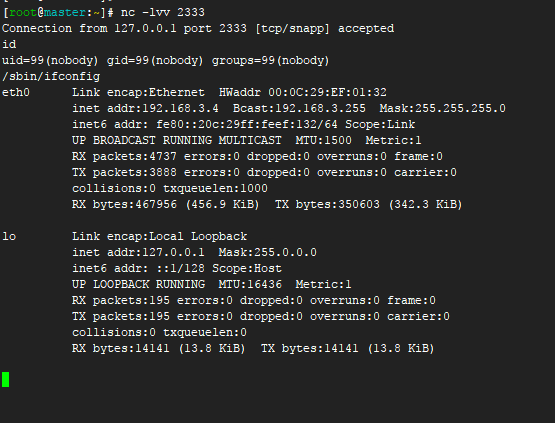 [root@master:~]# nc -lvv 2333
Connection from 127.0.0.1 port 2333 [tcp/snapp] accepted
id
uid=99(nobody) gid=99(nobody) groups=99(nobody)
/sbin/ifconfig
eth0      Link encap:Ethernet  HWaddr 00:0C:29:EF:01:32
          inet addr:192.168.3.4  Bcast:192.168.3.255  Mask:255.255.255.0
          inet6 addr: fe80::20c:29ff:feef:132/64 Scope:Link
          UP BROADCAST RUNNING MULTICAST  MTU:1500  Metric:1
          RX packets:4737 errors:0 dropped:0 overruns:0 frame:0
          TX packets:3888 errors:0 dropped:0 overruns:0 carrier:0
          collisions:0 txqueuelen:1000
          RX bytes:467956 (456.9 KiB)  TX bytes:350603 (342.3 KiB)
lo        Link encap:Local Loopback
          inet addr:127.0.0.1  Mask:255.0.0.0
          inet6 addr: ::1/128 Scope:Host
          UP LOOPBACK RUNNING  MTU:16436  Metric:1
          RX packets:195 errors:0 dropped:0 overruns:0 frame:0
          TX packets:195 errors:0 dropped:0 overruns:0 carrier:0
          collisions:0 txqueuelen:0
          RX bytes:14141 (13.8 KiB)  TX bytes:14141 (13.8 KiB)